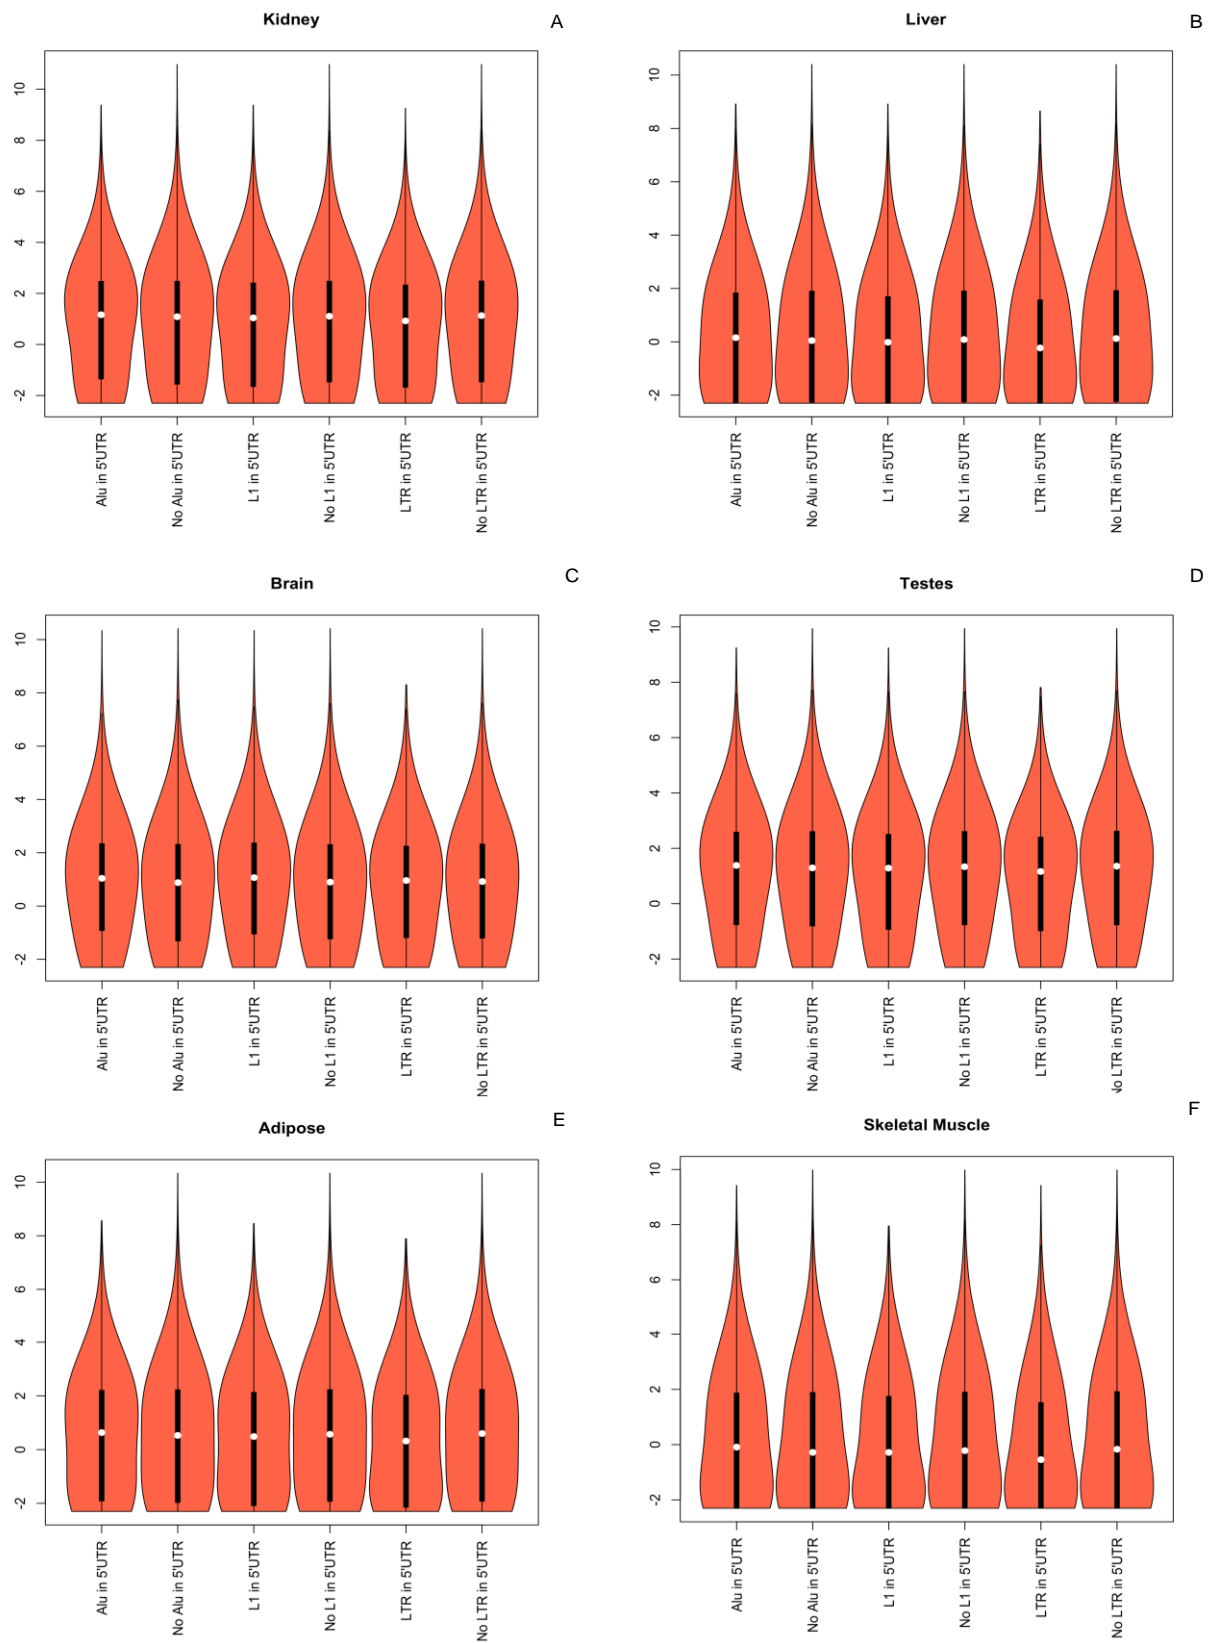 Kidney
A
10
8
6
4
2
0
-2
Alu in 5'UTR
No Alu in 5'UTR
L1 in 5'UTR
No L1 in 5'UTR
LTR in 5'UTR
No LTR in 5'UTR
Liver
B
10
8
6
4
2
0
-2
Alu in 5'UTR
No Alu in 5'UTR
L1 in 5'UTR
No L1 in 5'UTR
LTR in 5'UTR
No LTR in 5'UTR
Brain
C
10
8
6
4
2
0
-2
Alu in 5'UTR
No Alu in 5'UTR
L1 in 5'UTR
No L1 in 5'UTR
LTR in 5'UTR
No LTR in 5'UTR
Testes
D
10
8
6
4
2
0
-2
Alu in 5'UTR
No Alu in 5'UTR
L1 in 5'UTR
No L1 in 5'UTR
LTR in 5'UTR
No LTR in 5'UTR
Adipose
E
10
8
6
4
2
0
-2
Alu in 5'UTR
No Alu in 5'UTR
L1 in 5'UTR
No L1 in 5'UTR
LTR in 5'UTR
No LTR in 5'UTR
Skeletal Muscle
F
10
8
6
4
2
0
-2
Alu in 5'UTR
No Alu in 5'UTR
L1 in 5'UTR
No L1 in 5'UTR
LTR in 5'UTR
No LTR in 5'UTR